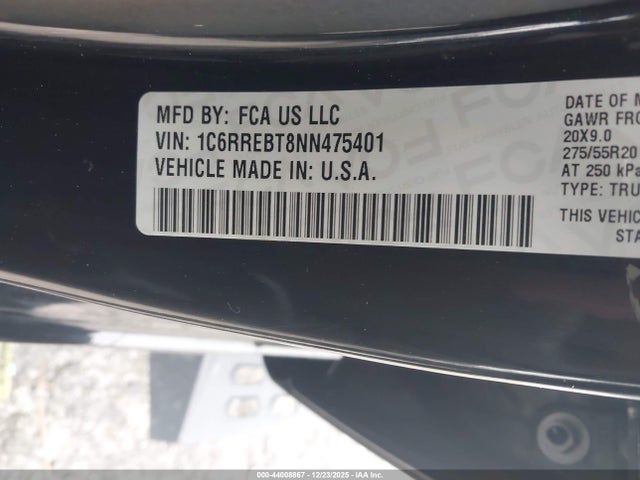 MFD BY: FCA US LLC
VIN: 1C6RREBT8NN475401
VEHICLE MADE IN: U.S.A.
DATE OF M
GAWR FRO
20X9.0
275/55R20
AT 250 kPa
TYPE: TRU
THIS VEHIC
STA
000-44008867 - 12/23/2025 - IAA Inc.